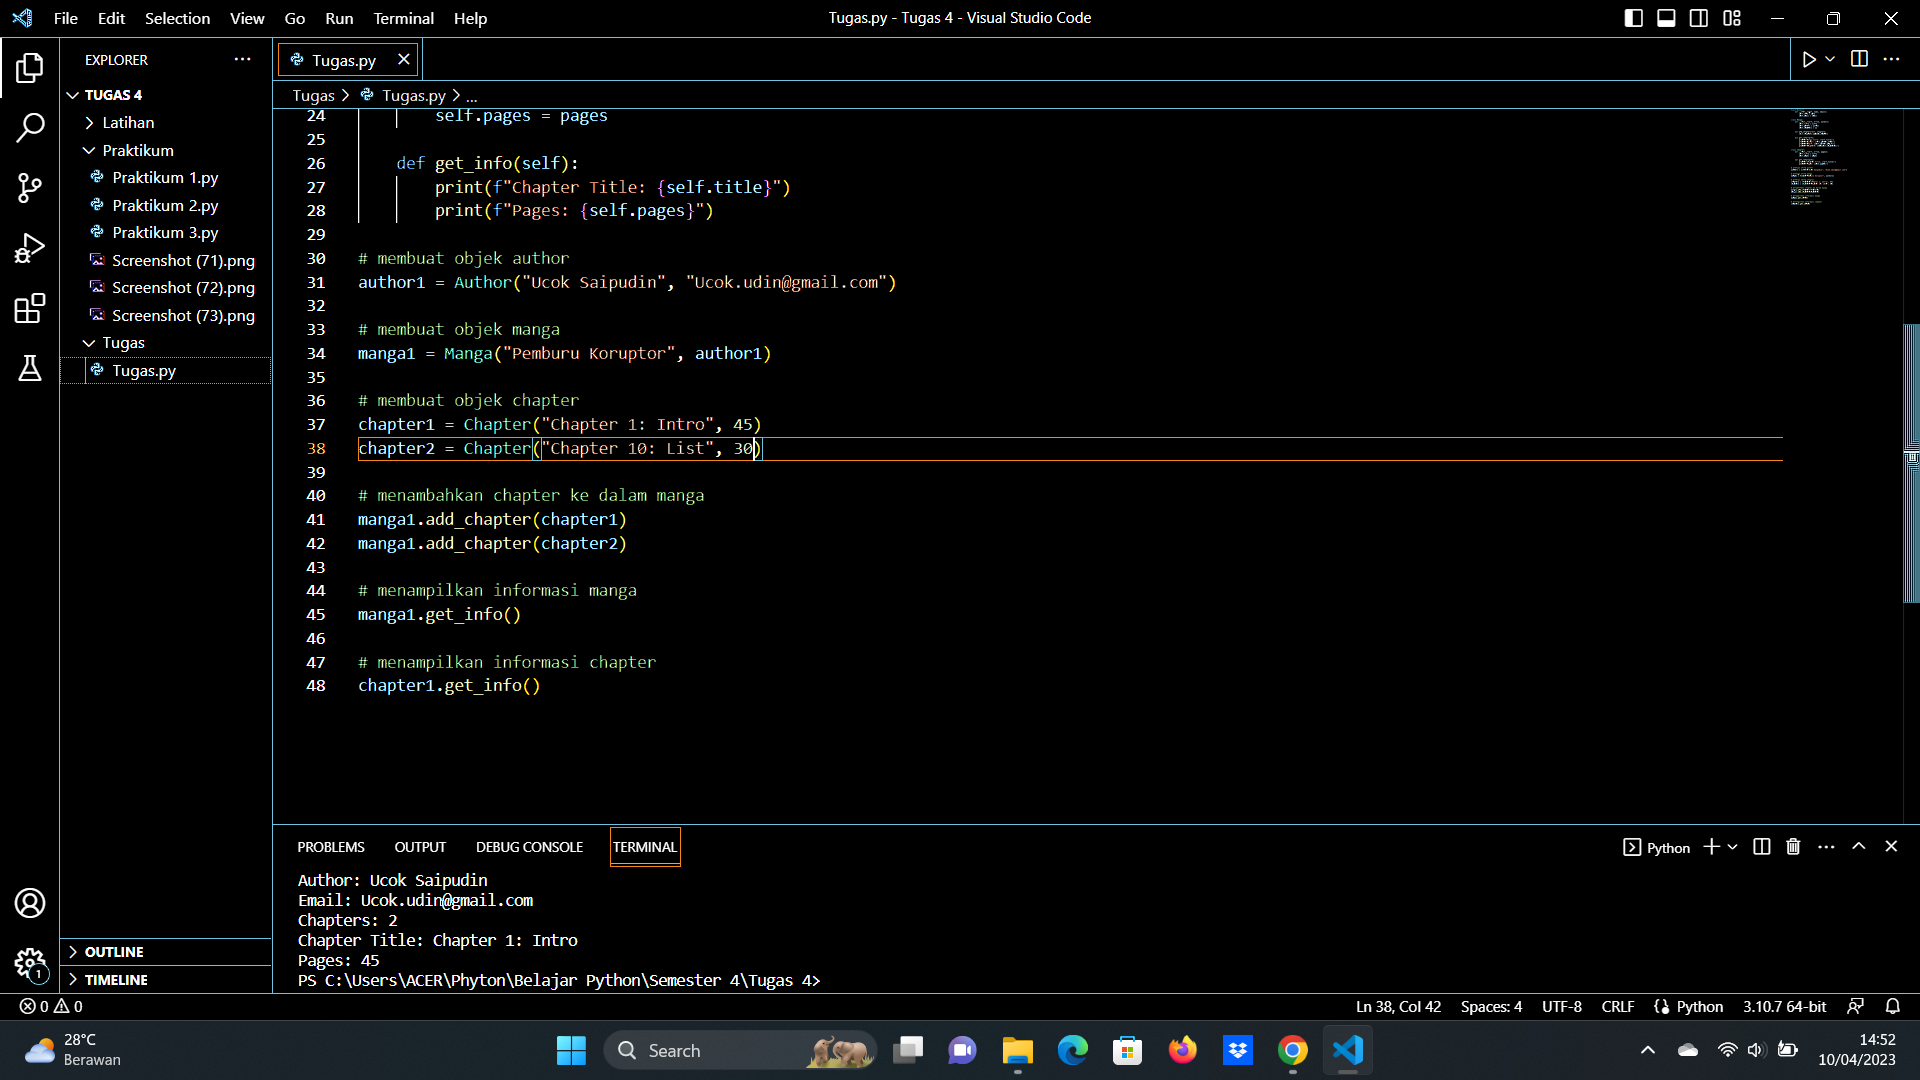 File Edit Selection View Go Run Terminal Help
Tugas.py - Tugas 4 - Visual Studio Code
EXPLORER
TUGAS 4
Latihan
Praktikum
Praktikum 1.py
Praktikum 2.py
Praktikum 3.py
Screenshot (71).png
Screenshot (72).png
Screenshot (73).png
Tugas
Tugas.py
OUTLINE
TIMELINE
Tugas.py
Tugas > Tugas.py > ...
24 self.pages = pages
25
26 def get_info(self):
27 print(f"Chapter Title: {self.title}")
28 print(f"Pages: {self.pages}")
29
30 # membuat objek author
31 author1 = Author("Ucok Saipudin", "Ucok.udin@gmail.com")
32
33 # membuat objek manga
34 manga1 = Manga("Pemburu Koruptor", author1)
35
36 # membuat objek chapter
37 chapter1 = Chapter("Chapter 1: Intro", 45)
38 chapter2 = Chapter("Chapter 10: List", 30)
39
40 # menambahkan chapter ke dalam manga
41 manga1.add_chapter(chapter1)
42 manga1.add_chapter(chapter2)
43
44 # menampilkan informasi manga
45 manga1.get_info()
46
47 # menampilkan informasi chapter
48 chapter1.get_info()
PROBLEMS OUTPUT DEBUG CONSOLE TERMINAL
Python
Author: Ucok Saipudin
Email: Ucok.udin@gmail.com
Chapters: 2
Chapter Title: Chapter 1: Intro
Pages: 45
PS C:\Users\ACER\Phyton\Belajar Python\Semester 4\Tugas 4>
1
0 0
Ln 38, Col 42 Spaces: 4 UTF-8 CRLF Python 3.10.7 64-bit
28°C
Berawan
Search
14:52
10/04/2023